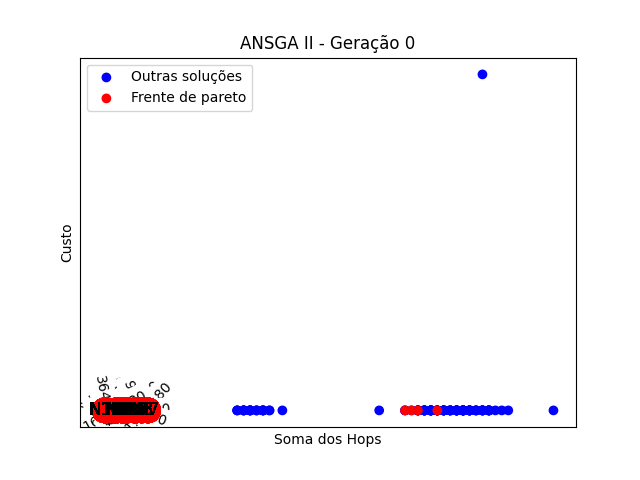 ANSGA II - Geração 0
Outras soluções
Frente de pareto
Custo
Soma dos Hops